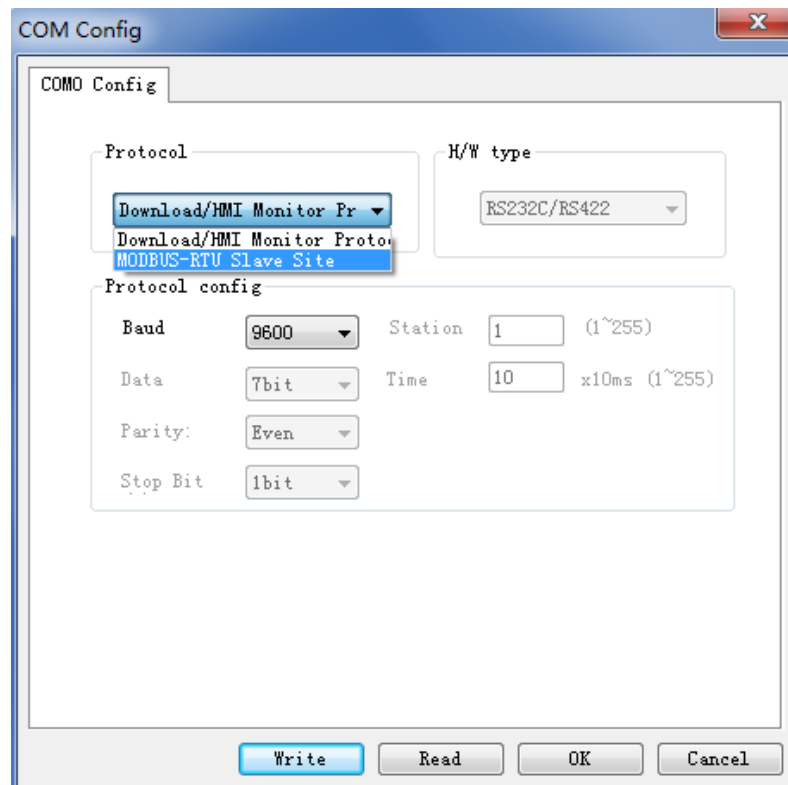 COM Config
COMO Config
Protocol
H/W type
Download/HMI Monitor Pr
RS232C/RS422
Download/HMI Monitor Proto
MODBUS-RTU Slave Site
Protocol config
Baud 9600 Station 1 (1~255)
Data 7bit Time 10 x10ms (1~255)
Parity: Even
Stop Bit 1bit
Write Read OK Cancel